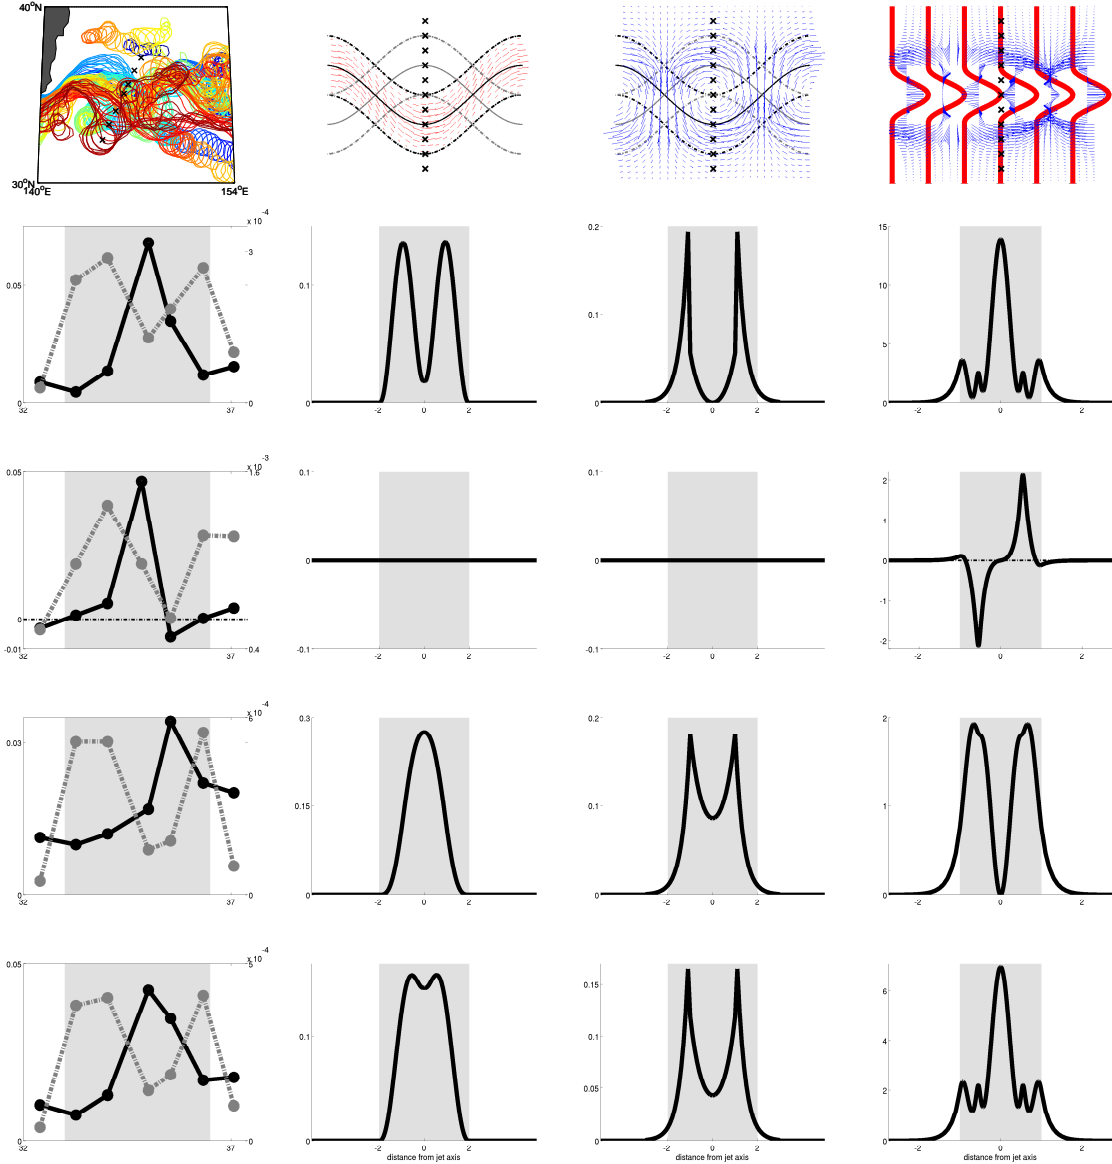 40°N
30°N
140°E 154°E
x 10 -4
0.05 3 0.1 0.2 0.1 15 10 5
0 0 0 0
32 37 -2 0 2 -2 0 2 -2 0 2
x 10 -3
0.05 1.6 0.1 0.1 2 1
0 0 0 0
-0.01 0.4 -0.1 -0.1 -1 -2
32 37 -2 0 2 -2 0 2 -2 0 2
x 10 -4
0.03 6 0.3 0.15 0.2 0.1 2 1
0 0 0 0 0
32 37 -2 0 2 -2 0 2 -2 0 2
x 10 -4
0.05 5 0.1 0.15 0.1 0.05 6 4 2
0 0 0 0 0
32 37 -2 0 2 -2 0 2 -2 0 2
distance from jet axis distance from jet axis distance from jet axis